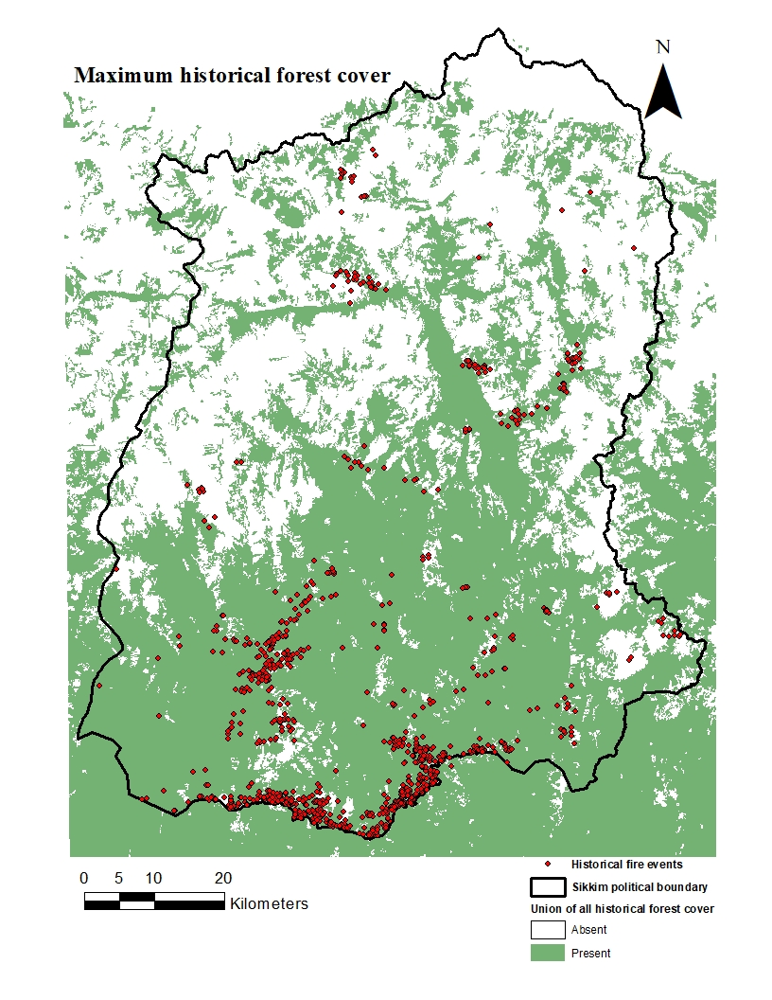 N
Maximum historical forest cover
Historical fire events
0 5 10 20
Sikkim political boundary
Kilometers
Union of all historical forest cover
Absent
Present